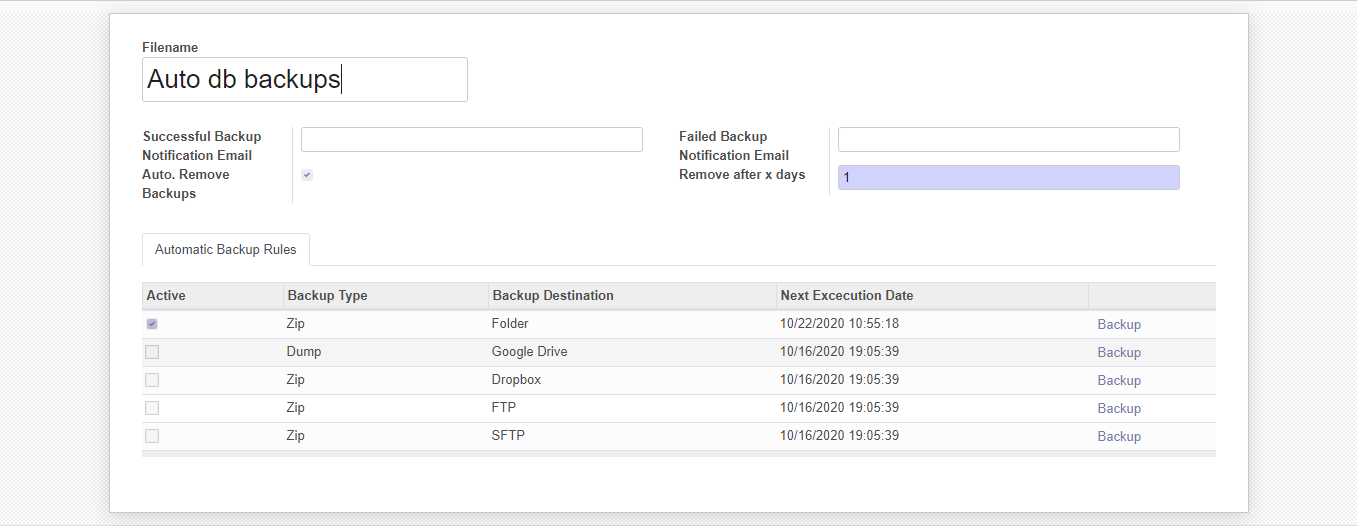 Filename
Auto db backups
Successful Backup
Notification Email
Failed Backup
Notification Email
Auto. Remove
Backups
Remove after x days
1
Automatic Backup Rules
Active Backup Type Backup Destination Next Excecution Date
Zip Folder 10/22/2020 10:55:18 Backup
Dump Google Drive 10/16/2020 19:05:39 Backup
Zip Dropbox 10/16/2020 19:05:39 Backup
Zip FTP 10/16/2020 19:05:39 Backup
Zip SFTP 10/16/2020 19:05:39 Backup